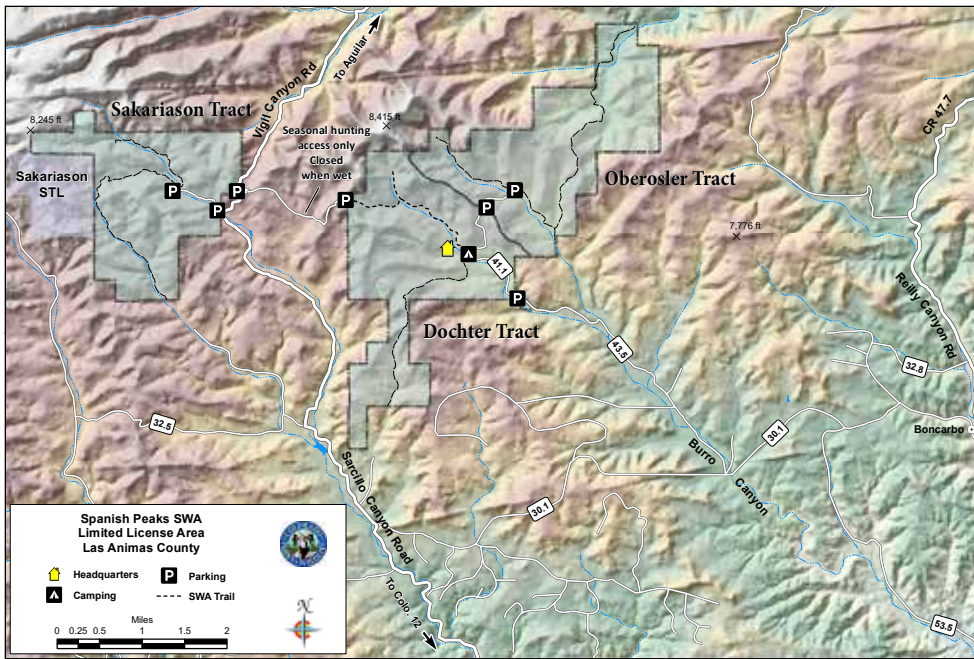 To Aguilar
Vigil Canyon Rd
Sakariason Tract
8,245 ft
8,415 ft
Seasonal hunting
access only
Closed
when wet
CR 47.7
Sakariason
STL
P
P
P
P
P
P
Oberosler Tract
7,776 ft
41.1
P
Reilly Canyon Rd
Dochter Tract
43.5
32.8
32.5
Boncarbo
30.1
Burro
Canyon
Sarcillo Canyon Road
30.1
To Colo. 12
53.5
Spanish Peaks SWA
Limited License Area
Las Animas County
Headquarters
P Parking
Camping
SWA Trail
N
Miles
0 0.25 0.5 1 1.5 2